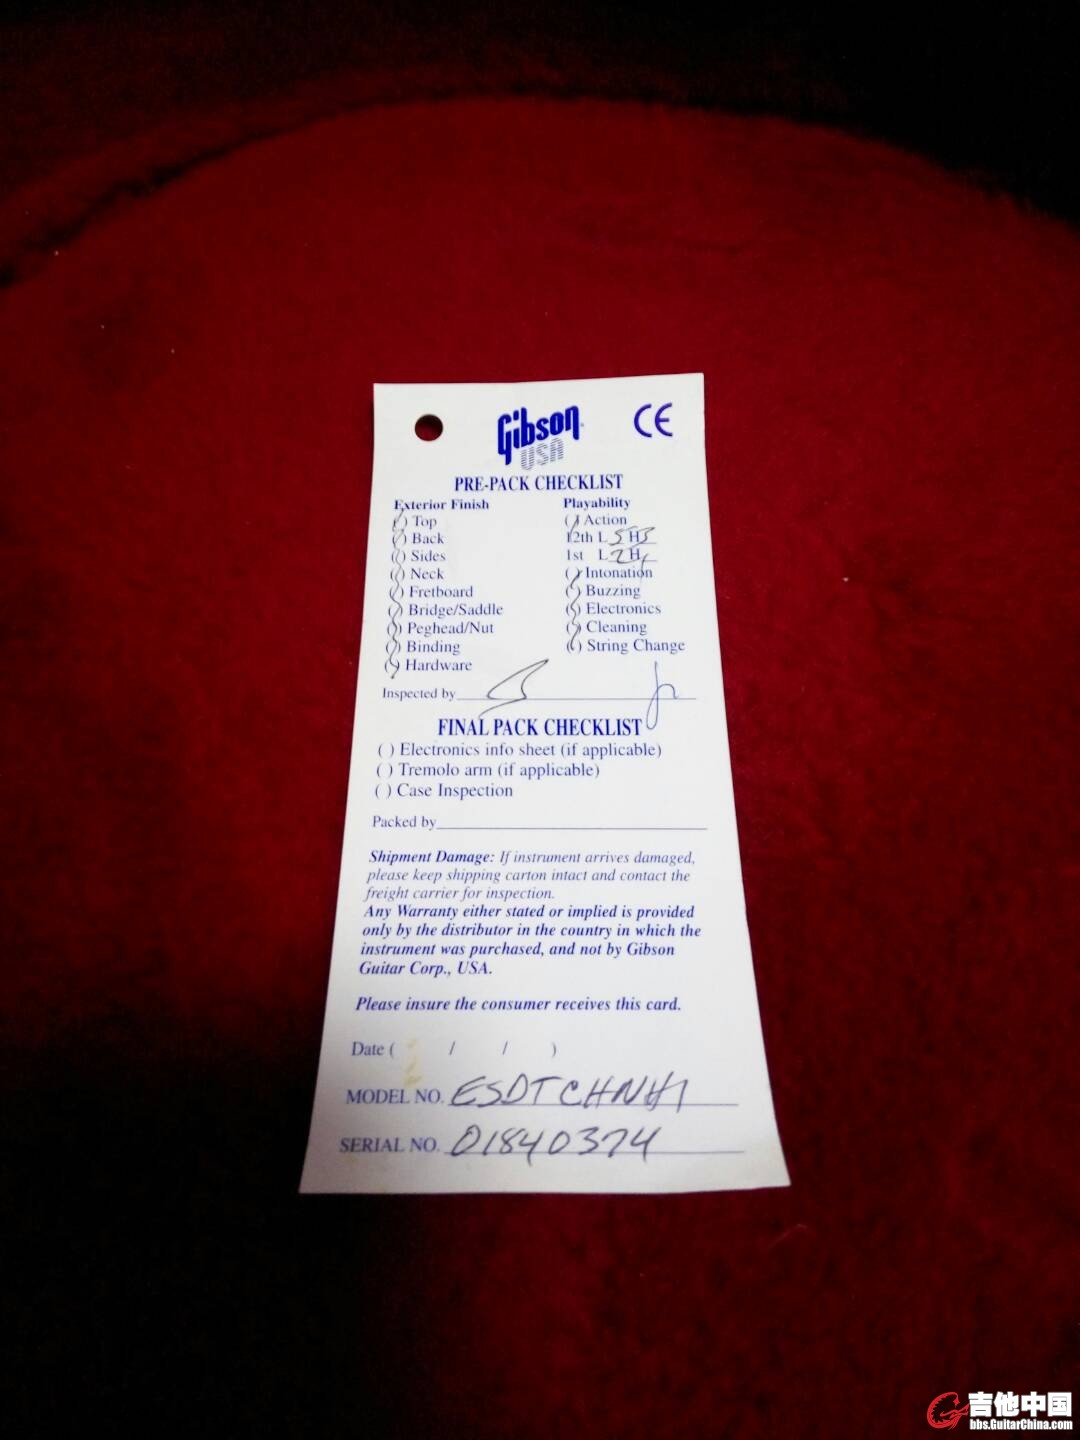 Gibson
USA
CE
PRE-PACK CHECKLIST
Exterior Finish
( ) Top
( ) Back
( ) Sides
( ) Neck
( ) Fretboard
( ) Bridge/Saddle
( ) Peghead/Nut
( ) Binding
( ) Hardware
Playability
( ) Action
12th L 5 H 3
1st L 2 H 1
( ) Intonation
( ) Buzzing
( ) Electronics
( ) Cleaning
( ) String Change
Inspected by
FINAL PACK CHECKLIST
( ) Electronics info sheet (if applicable)
( ) Tremolo arm (if applicable)
( ) Case Inspection
Packed by
Shipment Damage: If instrument arrives damaged,
please keep shipping carton intact and contact the
freight carrier for inspection.
Any Warranty either stated or implied is provided
only by the distributor in the country in which the
instrument was purchased, and not by Gibson
Guitar Corp., USA.
Please insure the consumer receives this card.
Date ( / / )
MODEL NO. ESDTCHNH1
SERIAL NO. 01840374
吉他中国
bbs.GuitarChina.com